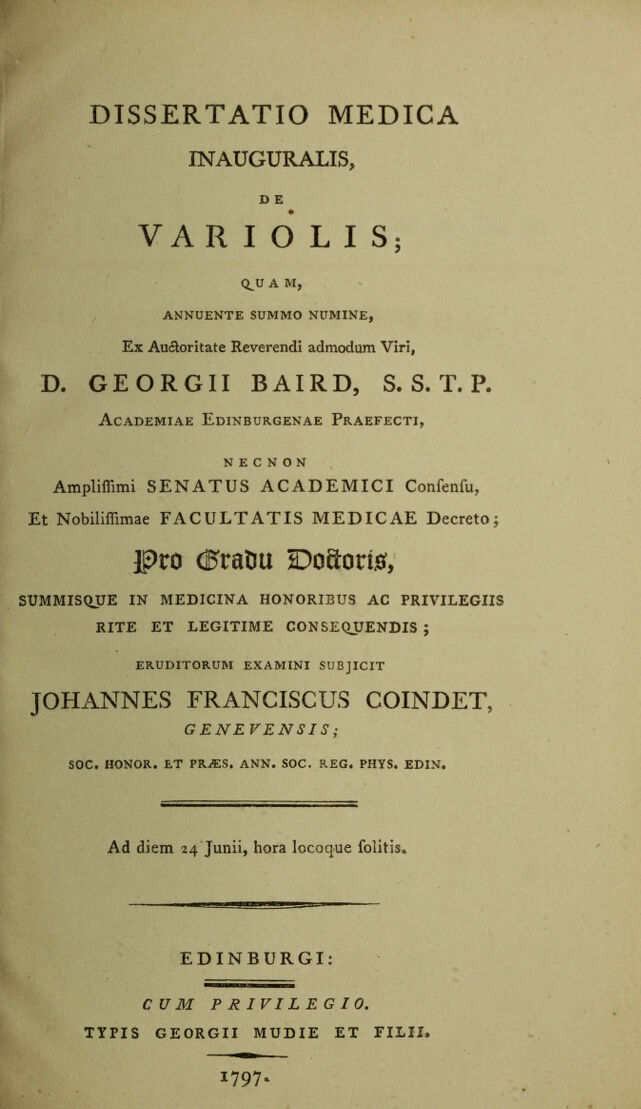 DISSERTATIO MEDICA
INAUGURALIS,
DE
VARIOLIS;
QUAM,
ANNUENTE SUMMO NUMINE,
Ex Auctoritate Reverendi admodum Viri,
D. GEORGII BAIRD, S. S. T. P.
ACADEMIAE EDINBURGENAE PRAEFECTI,
NECNON
Ampliſſimi SENATUS ACADEMICI Conſenſu,
Et Nobiliſſimae FACULTATIS MEDICAE Decreto;
Pro Gradu Doctoris,
SUMMISQUE IN MEDICINA HONORIBUS AC PRIVILEGIIS
RITE ET LEGITIME CONSEQUENDIS;
ERUDITORUM EXAMINI SUBJICIT
JOHANNES FRANCISCUS COINDET,
GENEVENSIS;
SOC. HONOR. ET PRÆS. ANN. SOC. REG. PHYS. EDIN.
Ad diem 24 Junii, hora locoque ſolitis.
EDINBURGI:
CUM PRIVILEGIO.
TYPIS GEORGII MUDIE ET FILII.
1797.